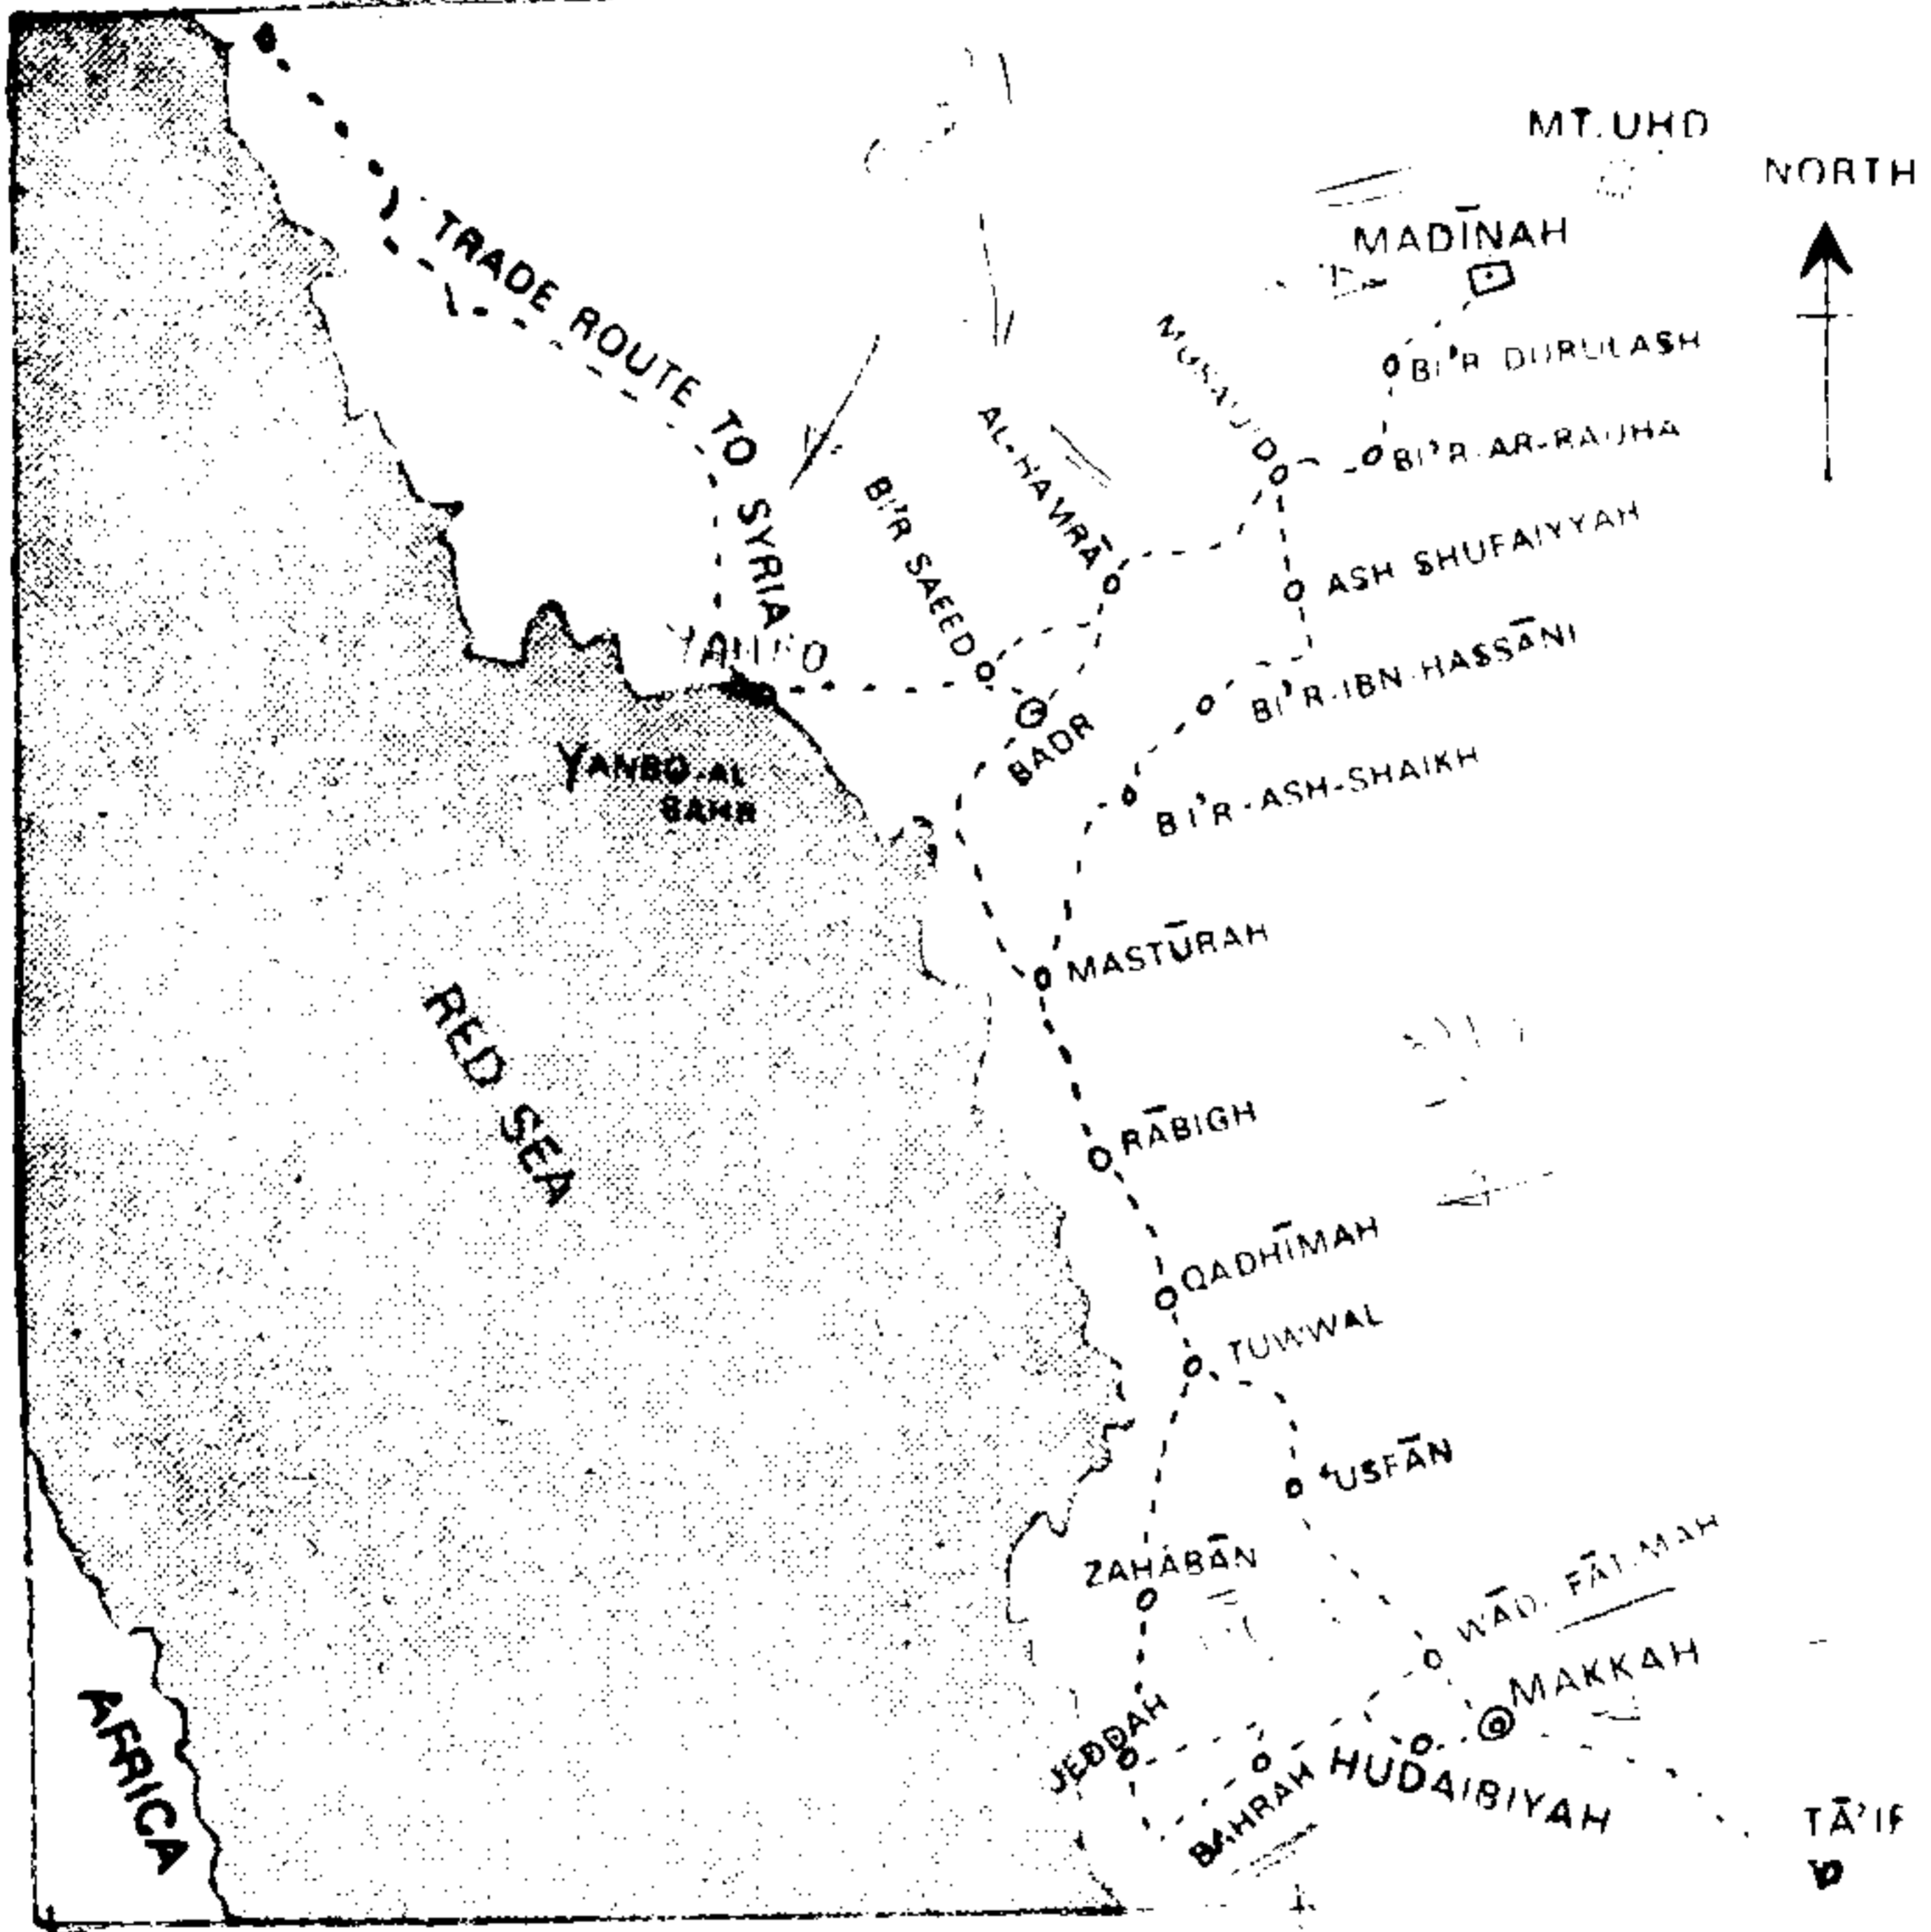 MT. UHD
NORTH
MADĪNAH
TRADE ROUTE TO SYRIA
BI'R
BI'R AR-RAUHA
AL-HAMRĀ
BI'R SAEED
ASH SHUFAIYYAH
BI'R-IBN-HASSĀNI
BADR
YANBO-AL
BAHR
BI'R-ASH-SHAIKH
MASTŪRAH
RED SEA
RĀBIGH
QADHĪMAH
TUWWAL
'USFĀN
ZAHĀBĀN
MAKKAH
JEDDAH
HUDAIBIYAH
BAHRAH
AFRICA
TĀ'IF